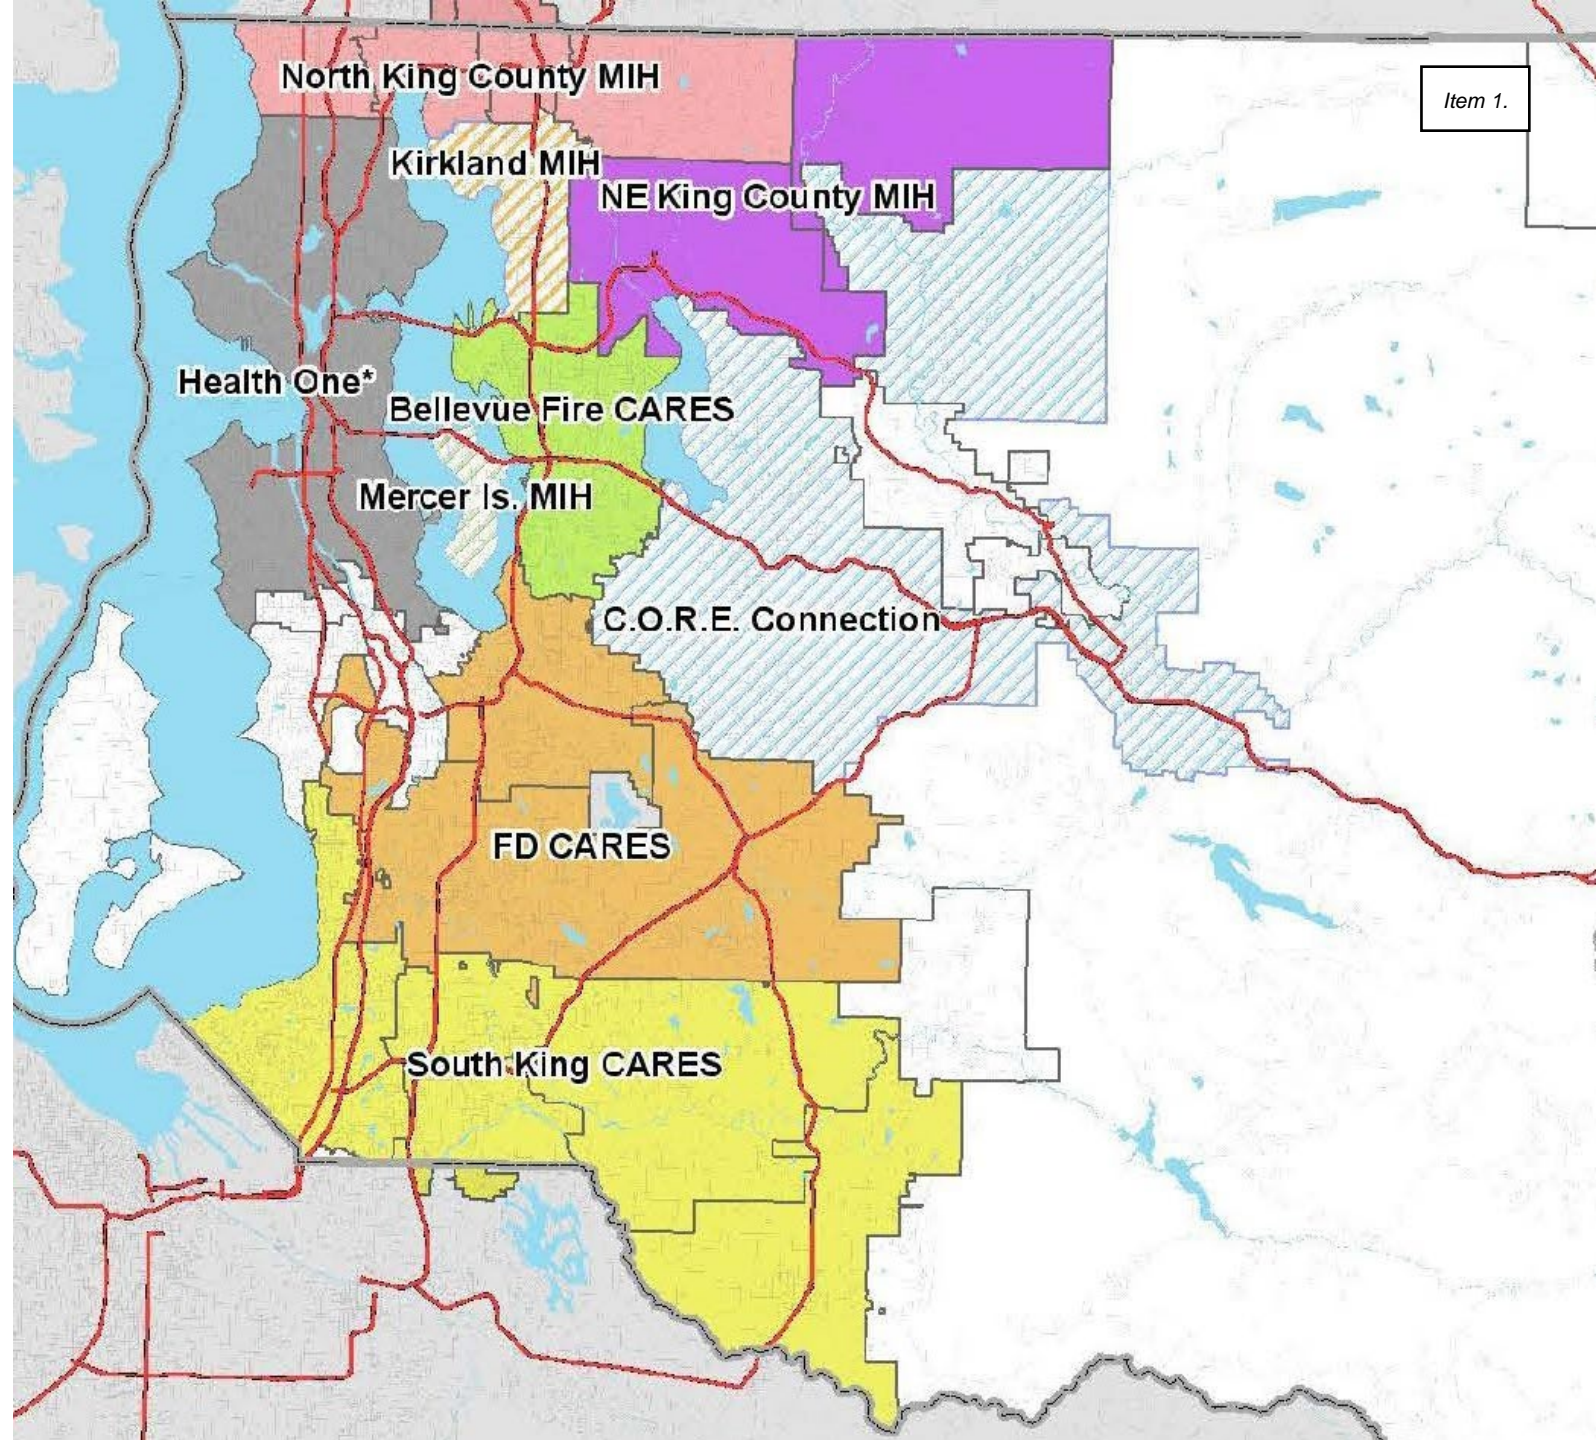 North King County MIH
Item 1.
Kirkland MIH
NE King County MIH
Health One*
Bellevue Fire CARES
Mercer Is. MIH
C.O.R.E. Connection
FD CARES
South King CARES